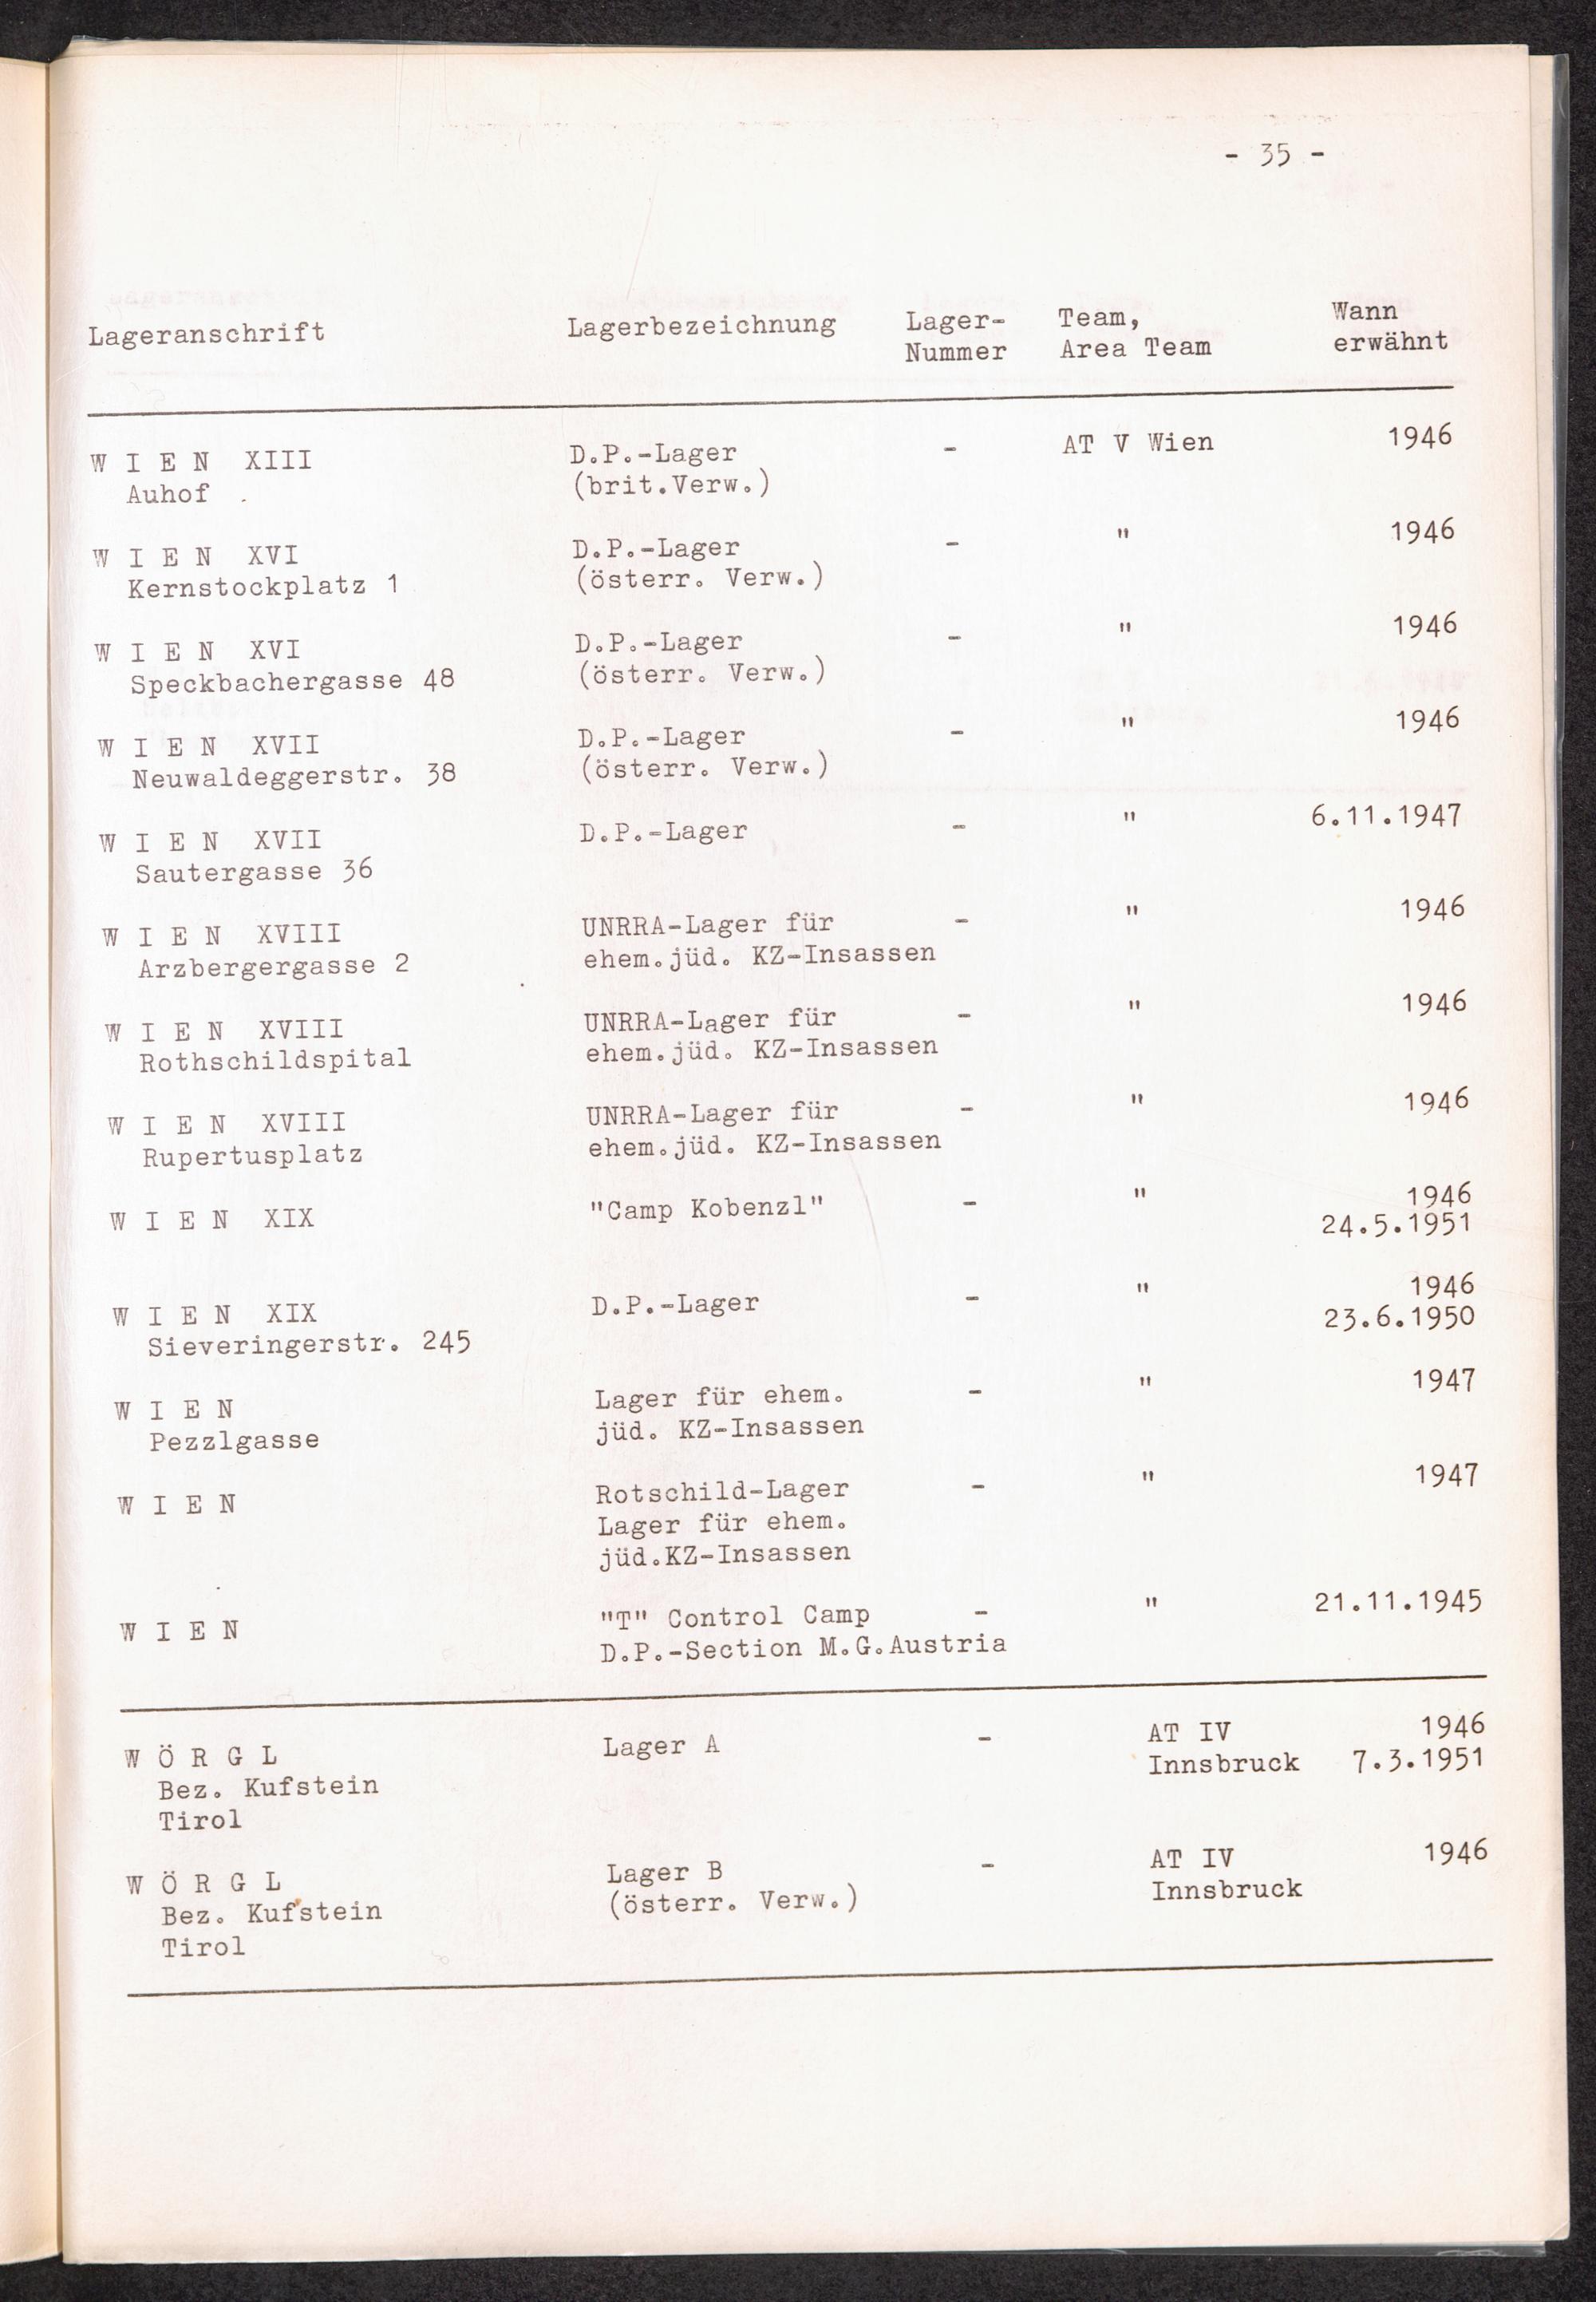 - 35 -
Lageranschrift Lagerbezeichnung Lager- Team, Wann
Nummer Area Team erwähnt
W I E N XIII D.P.-Lager - AT V Wien 1946
Auhof (brit.Verw.)
W I E N XVI D.P.-Lager - " 1946
Kernstockplatz 1 (österr. Verw.)
W I E N XVI D.P.-Lager - " 1946
Speckbachergasse 48 (österr. Verw.)
W I E N XVII D.P.-Lager - " 1946
Neuwaldeggerstr. 38 (österr. Verw.)
W I E N XVII D.P.-Lager - " 6.11.1947
Sautergasse 36
W I E N XVIII UNRRA-Lager für - " 1946
Arzbergergasse 2 ehem.jüd. KZ-Insassen
W I E N XVIII UNRRA-Lager für - " 1946
Rothschildspital ehem.jüd. KZ-Insassen
W I E N XVIII UNRRA-Lager für - " 1946
Rupertusplatz ehem.jüd. KZ-Insassen
W I E N XIX "Camp Kobenzl" - " 1946
24.5.1951
W I E N XIX D.P.-Lager - " 1946
Sieveringerstr. 245 23.6.1950
W I E N Lager für ehem. - " 1947
Pezzlgasse jüd. KZ-Insassen
W I E N Rotschild-Lager - " 1947
Lager für ehem.
jüd.KZ-Insassen
W I E N "T" Control Camp - " 21.11.1945
D.P.-Section M.G.Austria
W Ö R G L Lager A - AT IV 1946
Bez. Kufstein Innsbruck 7.3.1951
Tirol
W Ö R G L Lager B - AT IV 1946
Bez. Kufstein (österr. Verw.) Innsbruck
Tirol